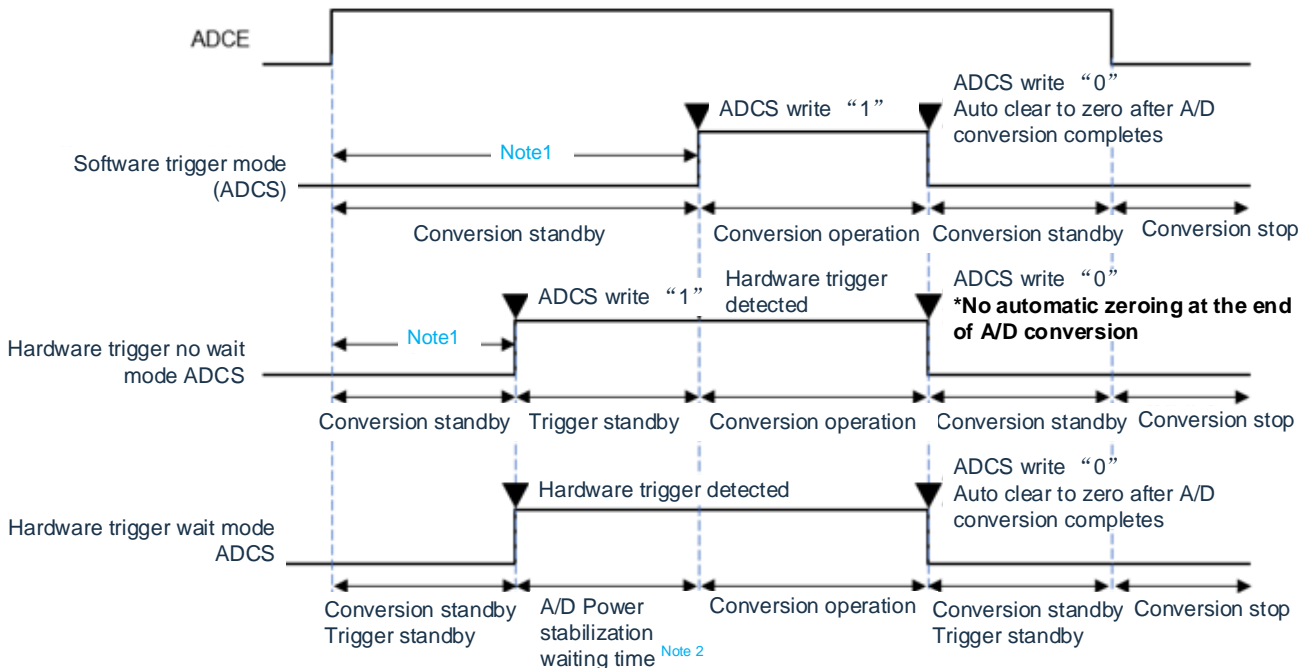 ADCE
ADCS write “0”
Auto clear to zero after A/D
conversion completes
ADCS write “1”
Note1
Software trigger mode
(ADCS)
Conversion standby
Conversion operation
Conversion standby
Conversion stop
ADCS write “1”
Hardware trigger
detected
ADCS write “0”
*No automatic zeroing at the end
of A/D conversion
Note1
Hardware trigger no wait
mode ADCS
Conversion standby
Trigger standby
Conversion operation
Conversion standby
Conversion stop
Hardware trigger detected
ADCS write “0”
Auto clear to zero after A/D
conversion completes
Hardware trigger wait mode
ADCS
Conversion standby
Trigger standby
A/D Power
stabilization
waiting time Note 2
Conversion operation
Conversion standby
Trigger standby
Conversion stop